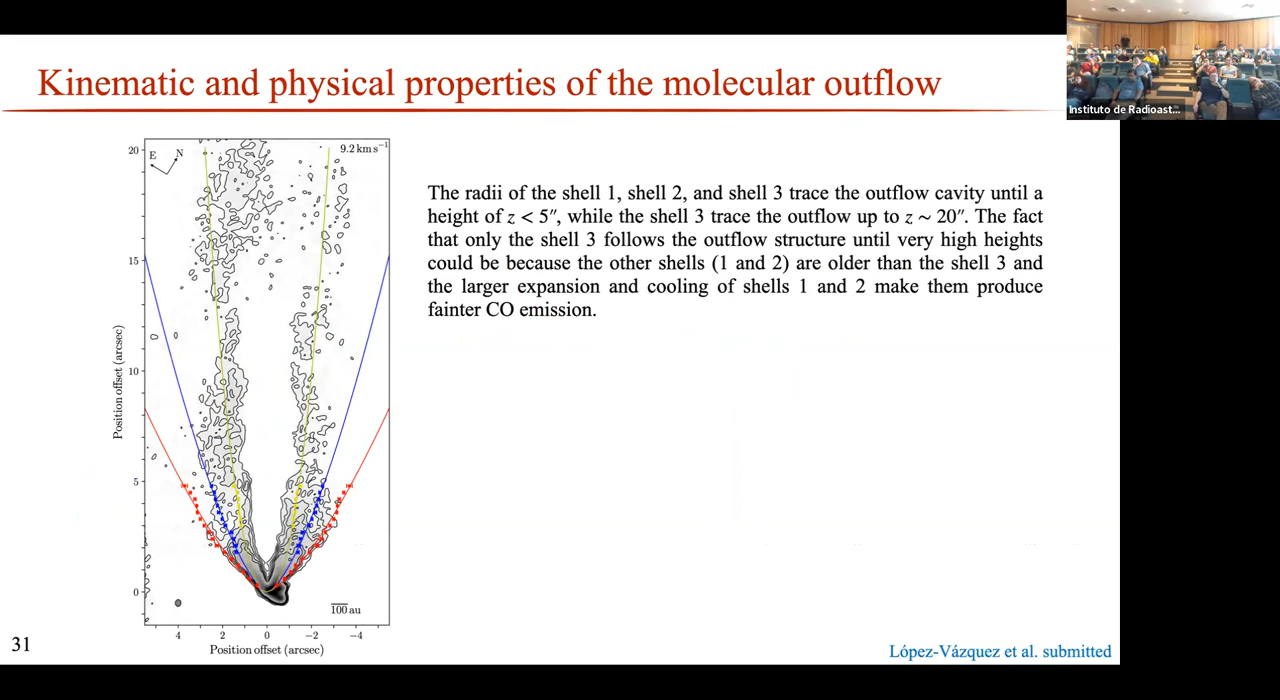 Kinematic and physical properties of the molecular outflow
Instituto de Radioast...
20
E
N
9.2 km s⁻¹
15
10
5
0
Position offset (arcsec)
100 au
4
2
0
−2
−4
Position offset (arcsec)
The radii of the shell 1, shell 2, and shell 3 trace the outflow cavity until a
height of z < 5″, while the shell 3 trace the outflow up to z ~ 20″. The fact
that only the shell 3 follows the outflow structure until very high heights
could be because the other shells (1 and 2) are older than the shell 3 and
the larger expansion and cooling of shells 1 and 2 make them produce
fainter CO emission.
31
López-Vázquez et al. submitted